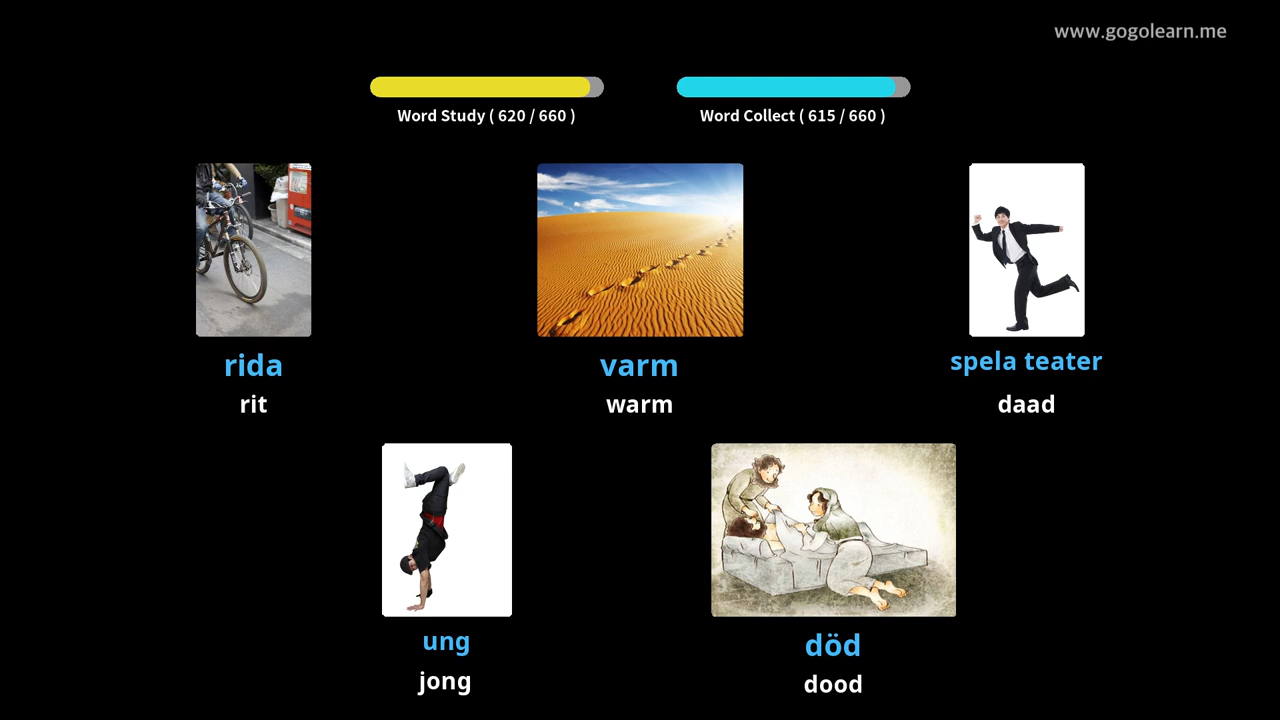 www.gogolearn.me
Word Study ( 620 / 660 )
Word Collect ( 615 / 660 )
rida
rit
varm
warm
spela teater
daad
ung
jong
död
dood